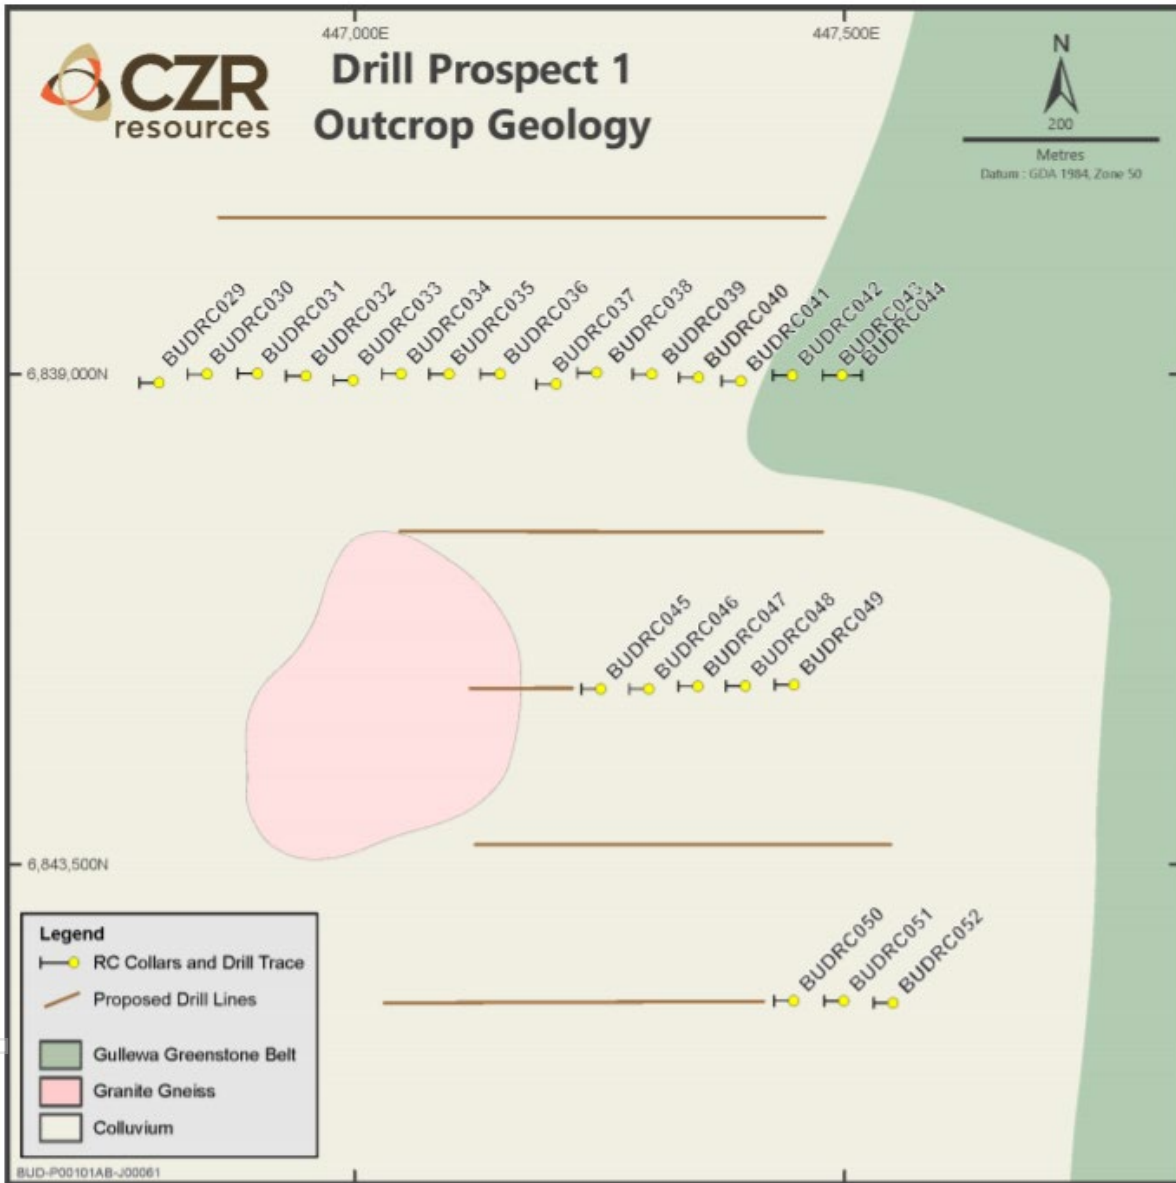 447,000E
447,500E
CZR
resources
Drill Prospect 1
Outcrop Geology
N
200
Metres
Datum : GDA 1984, Zone 50
BUDRC029
BUDRC030
BUDRC031
BUDRC032
BUDRC033
BUDRC034
BUDRC035
BUDRC036
BUDRC037
BUDRC038
BUDRC039
BUDRC040
BUDRC041
BUDRC042
BUDRC043
BUDRC044
6,839,000N
BUDRC045
BUDRC046
BUDRC047
BUDRC048
BUDRC049
6,843,500N
BUDRC050
BUDRC051
BUDRC052
Legend
RC Collars and Drill Trace
Proposed Drill Lines
Gullewa Greenstone Belt
Granite Gneiss
Colluvium
BUD-P00101AB-J00061